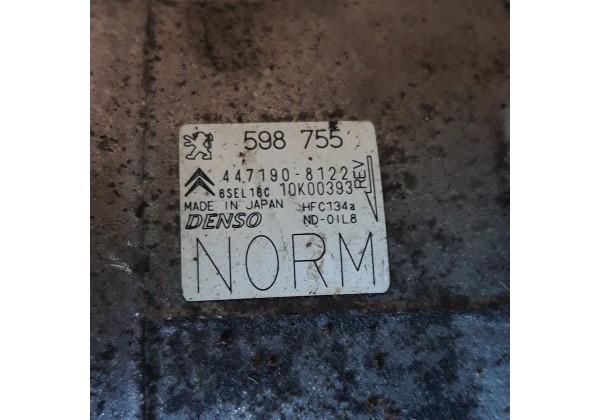 598 755
447190-8122
6SEL16C 10K00393
REV
MADE IN JAPAN HFC134a
DENSO ND-OIL8
NORM